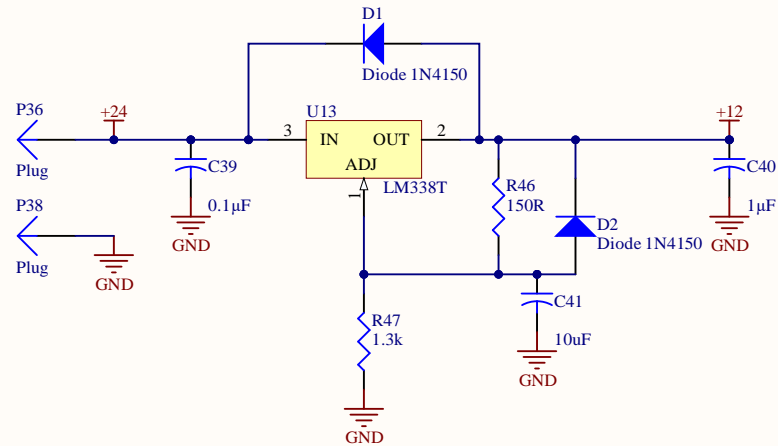 D1
Diode 1N4150
P36
Plug
+24
U13
3
IN
OUT
2
ADJ
1
LM338T
+12
C39
0.1µF
GND
R46
150R
D2
Diode 1N4150
C40
1µF
GND
P38
Plug
GND
C41
10uF
GND
R47
1.3k
GND